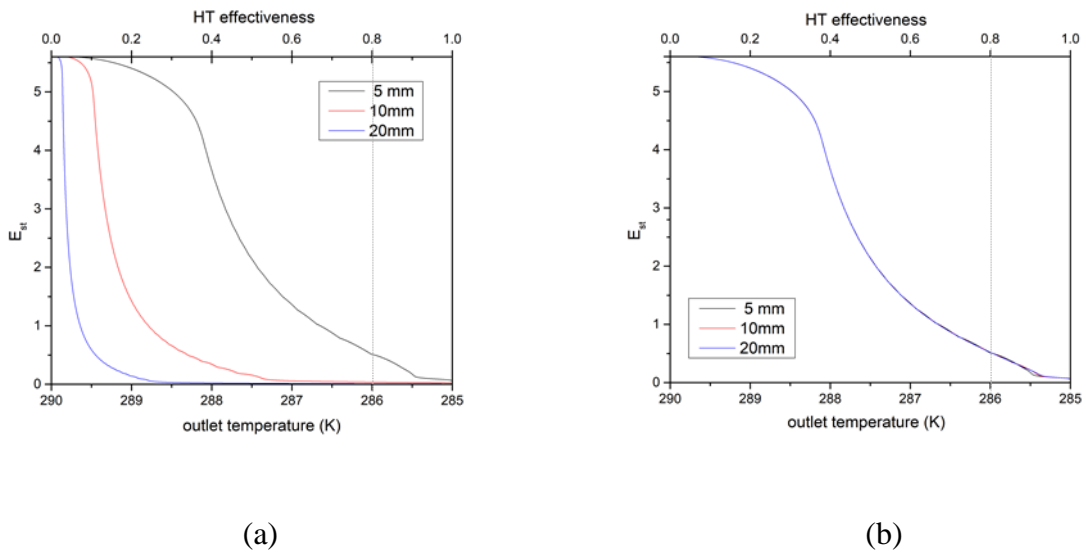 HT effectiveness
0.0 0.2 0.4 0.6 0.8 1.0
5 mm
10mm
20mm
5
4
3
2
1
0
E_st
290 289 288 287 286 285
outlet temperature (K)
(a)
HT effectiveness
0.0 0.2 0.4 0.6 0.8 1.0
5
4
3
2
1
0
E_st
5 mm
10mm
20mm
290 289 288 287 286 285
outlet temperature (K)
(b)